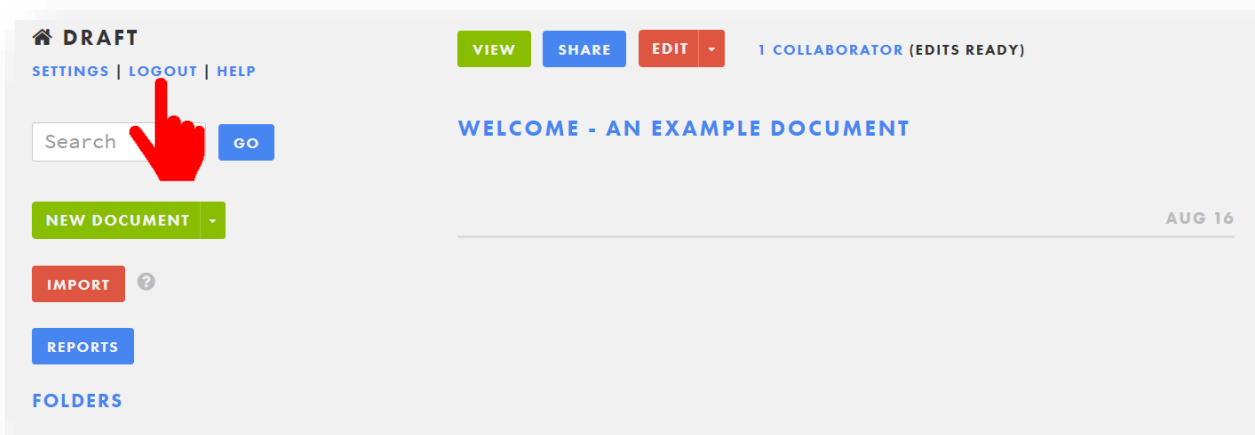 DRAFT
SETTINGS | LOGOUT | HELP
Search
GO
NEW DOCUMENT
IMPORT
REPORTS
FOLDERS
VIEW
SHARE
EDIT
1 COLLABORATOR (EDITS READY)
WELCOME - AN EXAMPLE DOCUMENT
AUG 16